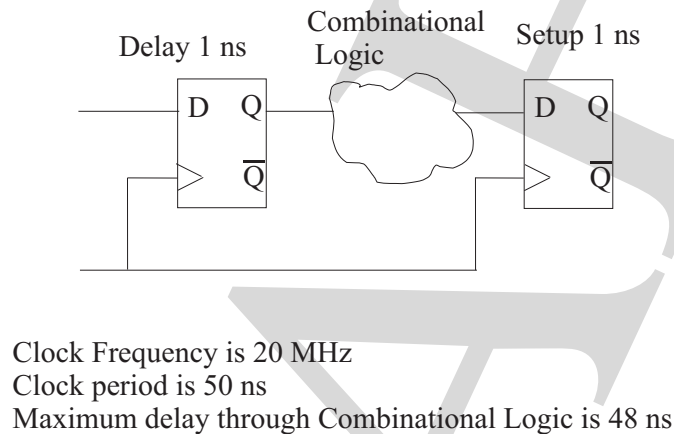 Combinational
Logic
Delay 1 ns
Setup 1 ns
D Q
Q̅
D Q
Q̅
Clock Frequency is 20 MHz
Clock period is 50 ns
Maximum delay through Combinational Logic is 48 ns